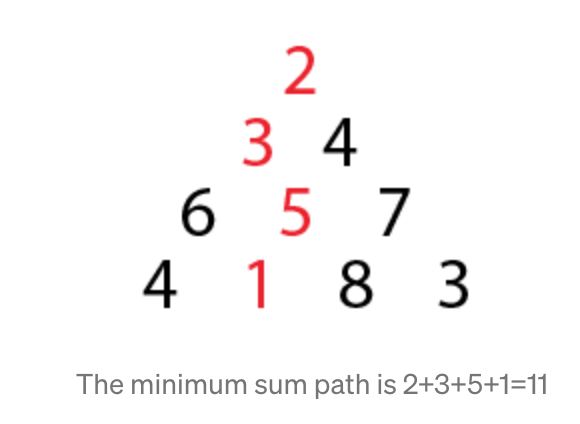 2
3 4
6 5 7
4 1 8 3
The minimum sum path is 2+3+5+1=11